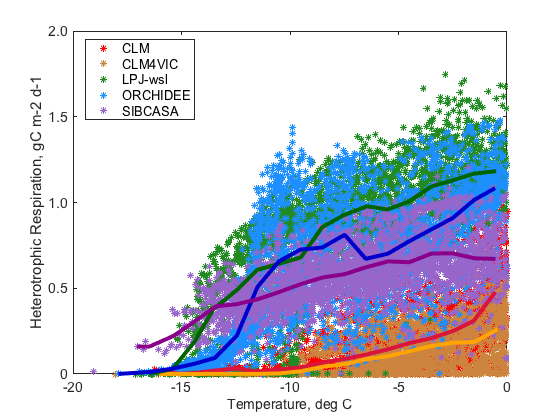 2.0
1.5
1.0
0.5
0
-20
-15
-10
-5
0
Heterotrophic Respiration, gC m-2 d-1
Temperature, deg C
CLM
CLM4VIC
LPJ-wsl
ORCHIDEE
SIBCASA